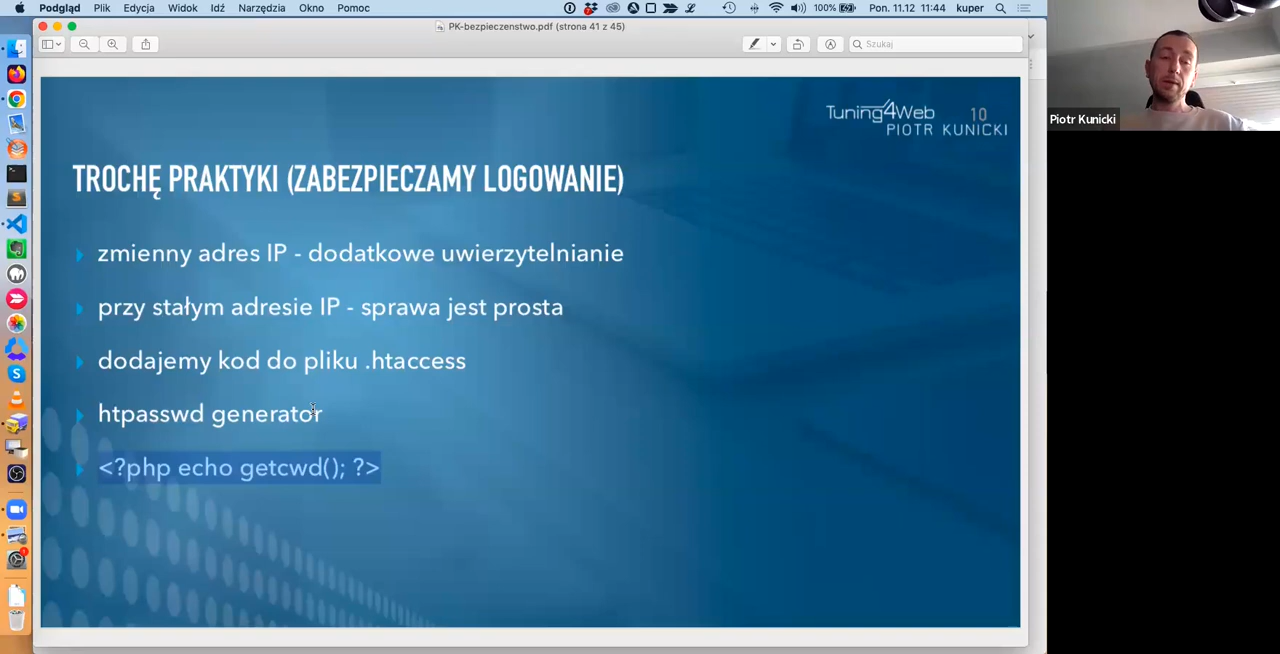 Podgląd Plik Edycja Widok Idź Narzędzia Okno Pomoc 100% Pon. 11.12 11:44 kuper
PK-bezpieczenstwo.pdf (strona 41 z 45)
Szukaj
Tuning4Web 10
PIOTR KUNICKI
TROCHĘ PRAKTYKI (ZABEZPIECZAMY LOGOWANIE)
zmienny adres IP - dodatkowe uwierzytelnianie
przy stałym adresie IP - sprawa jest prosta
dodajemy kod do pliku .htaccess
htpasswd generator
<?php echo getcwd(); ?>
Piotr Kunicki